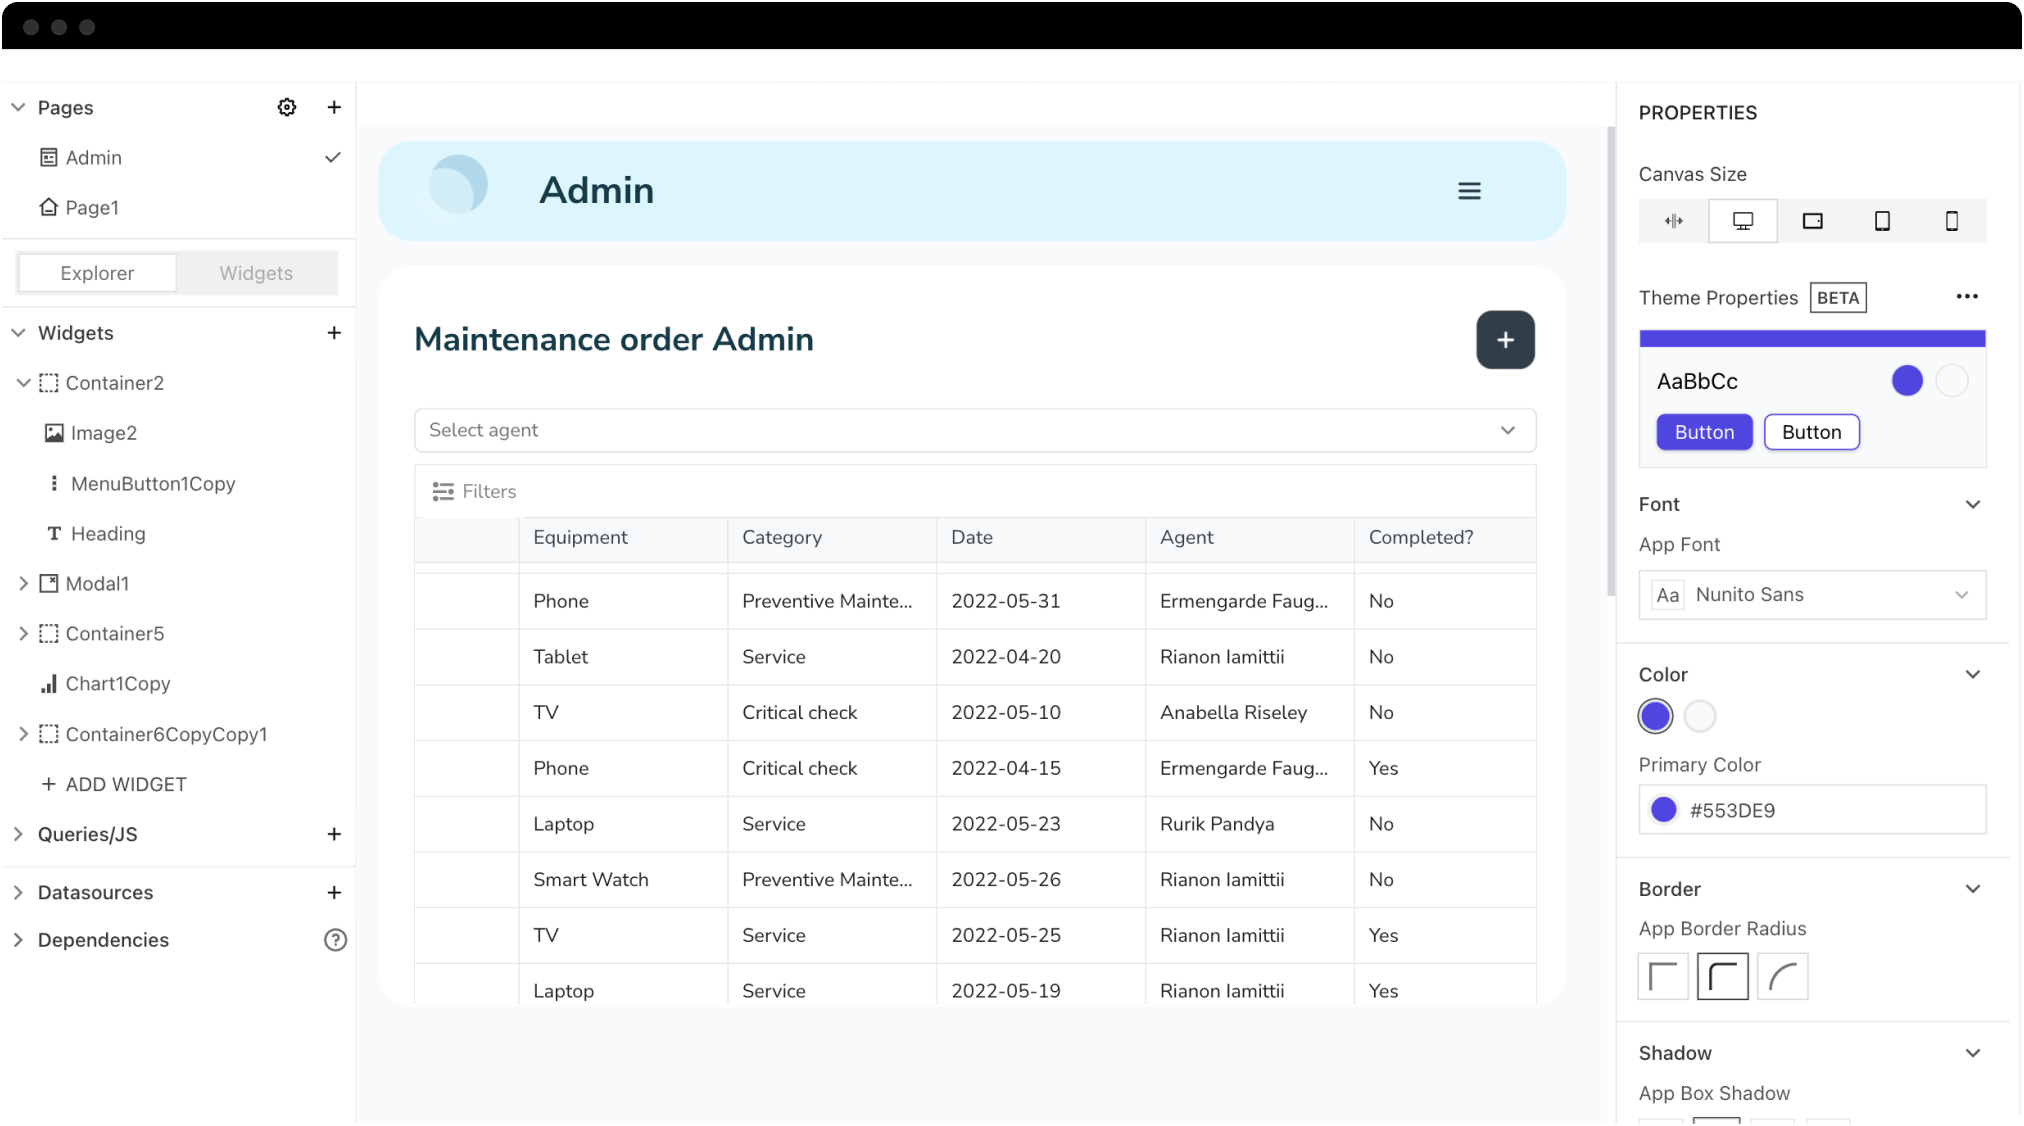 Pages
Admin
Page1
Explorer Widgets
Widgets
Container2
Image2
MenuButton1Copy
Heading
Modal1
Container5
Chart1Copy
Container6CopyCopy1
ADD WIDGET
Queries/JS
Datasources
Dependencies
Admin
Maintenance order Admin
Select agent
Filters
Equipment Category Date Agent Completed?
Phone Preventive Mainte... 2022-05-31 Ermengarde Faug... No
Tablet Service 2022-04-20 Rianon Iamittii No
TV Critical check 2022-05-10 Anabella Riseley No
Phone Critical check 2022-04-15 Ermengarde Faug... Yes
Laptop Service 2022-05-23 Rurik Pandya No
Smart Watch Preventive Mainte... 2022-05-26 Rianon Iamittii No
TV Service 2022-05-25 Rianon Iamittii Yes
Laptop Service 2022-05-19 Rianon Iamittii Yes
PROPERTIES
Canvas Size
Theme Properties BETA
AaBbCc
Button Button
Font
App Font
Aa Nunito Sans
Color
Primary Color
#553DE9
Border
App Border Radius
Shadow
App Box Shadow